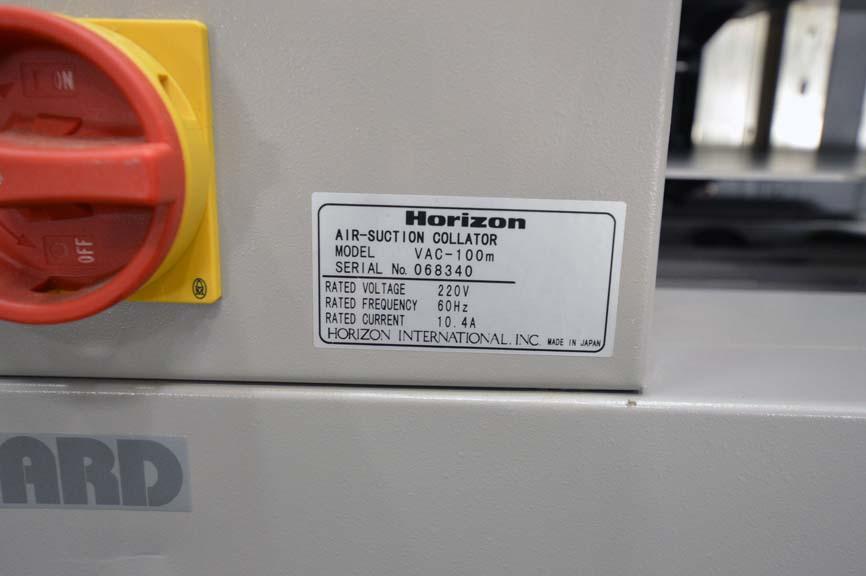 ON
OFF
Horizon
AIR-SUCTION COLLATOR
MODEL VAC-100m
SERIAL No. 068340
RATED VOLTAGE 220V
RATED FREQUENCY 60Hz
RATED CURRENT 10.4A
HORIZON INTERNATIONAL, INC. MADE IN JAPAN
ARD